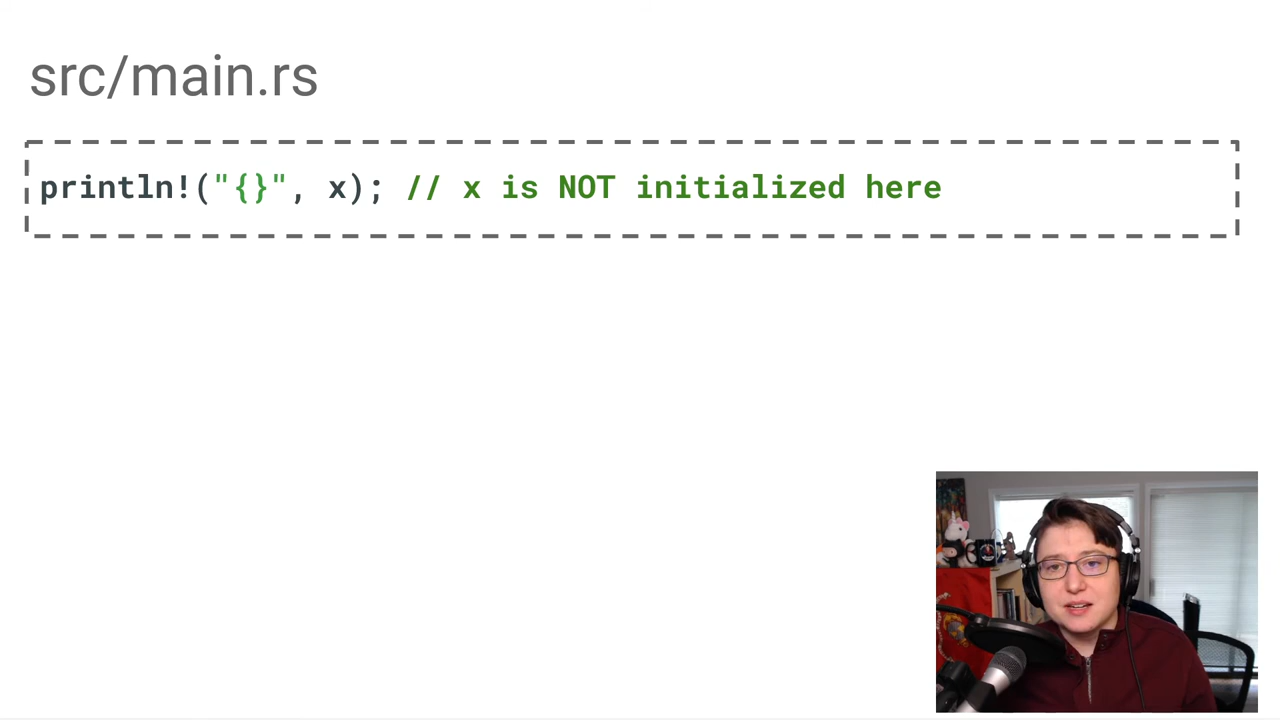 src/main.rs
println!("{}", x); // x is NOT initialized here